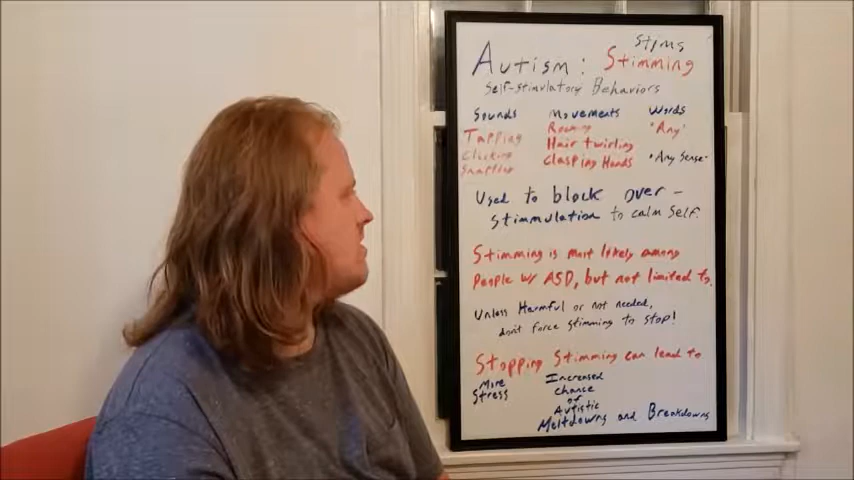 Stims
Autism: Stimming
Self-stimulatory Behaviors
Sounds Movements Words
Tapping Rocking "Any"
Clicking Hair twirling
Snapping Clasping Hands "Any Sense"
Used to block over-
stimulation to calm self.
Stimming is most likely among
People w/ ASD, but not limited to.
Unless Harmful or not needed,
don't force stimming to stop!
Stopping Stimming can lead to
More Stress
Increased chance of Autistic Meltdowns and Breakdowns